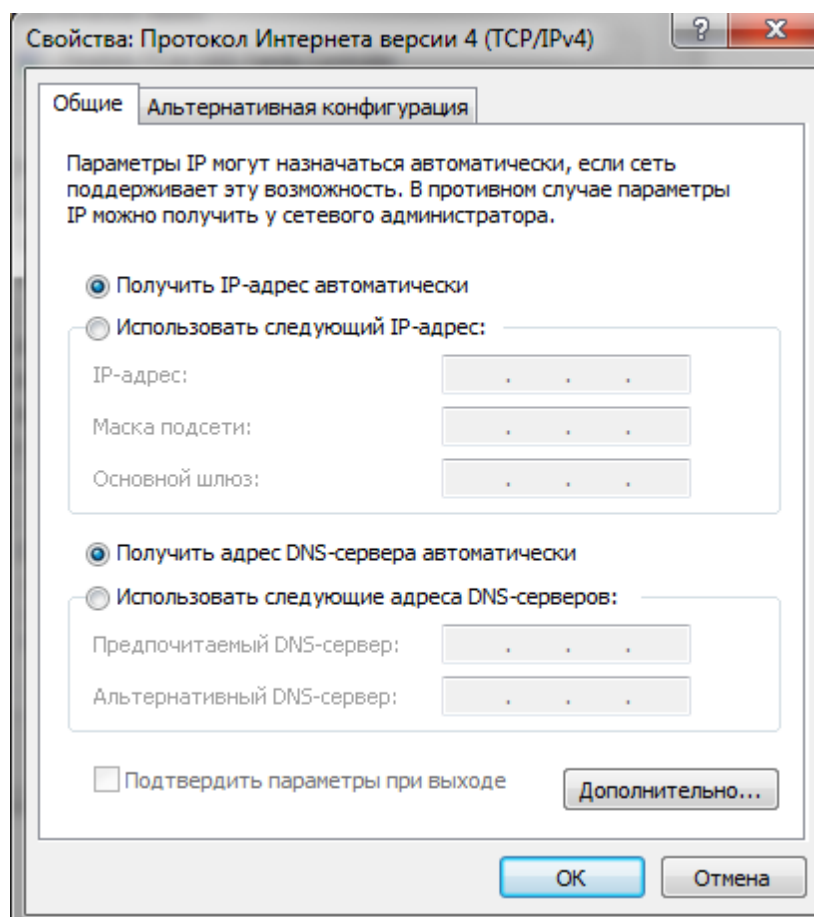 Свойства: Протокол Интернета версии 4 (TCP/IPv4)
?
Общие
Альтернативная конфигурация
Параметры IP могут назначаться автоматически, если сеть
поддерживает эту возможность. В противном случае параметры
IP можно получить у сетевого администратора.
Получить IP-адрес автоматически
Использовать следующий IP-адрес:
IP-адрес:
Маска подсети:
Основной шлюз:
Получить адрес DNS-сервера автоматически
Использовать следующие адреса DNS-серверов:
Предпочитаемый DNS-сервер:
Альтернативный DNS-сервер:
Подтвердить параметры при выходе
Дополнительно...
ОК
Отмена